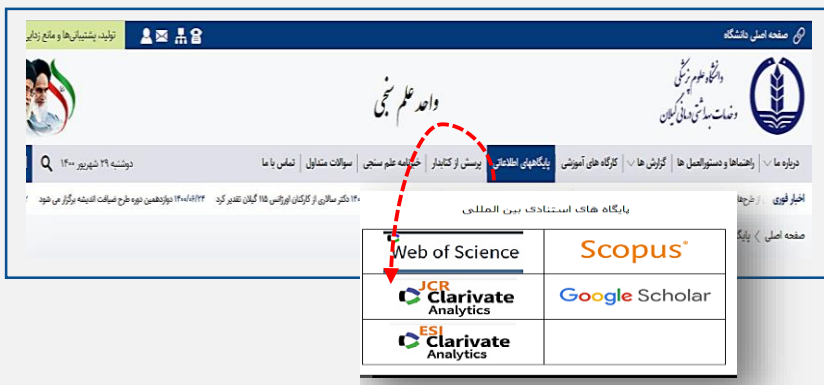 صفحه اصلی دانشگاه
تولید، پشتیبانی‌ها و مانع زدایی
دانشگاه علوم پزشکی
و خدمات بهداشتی درمانی گیلان
واحد علم سنجی
درباره ما | راهنماها و دستورالعمل ها | گزارش ها | کارگاه های آموزشی | پایگاههای اطلاعاتی | پرسش از کتابدار | خبرنامه علم سنجی | سوالات متداول | تماس با ما
دوشنبه ۲۹ شهریور ۱۴۰۰
اخبار فوری
دکتر سالاری از کارکنان اورژانس ۱۱۵ گیلان تقدیر کرد ۱۴۰۰/۰۶/۲۴ دوازدهمین دوره طرح ضیافت اندیشه برگزار می شود
صفحه اصلی
پایگاه های استنادی بین المللی
Web of Science
Scopus
JCR
Clarivate
Analytics
Google Scholar
ESI
Clarivate
Analytics